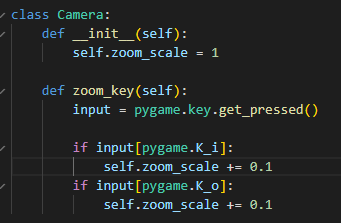 class Camera:
    def __init__(self):
        self.zoom_scale = 1

    def zoom_key(self):
        input = pygame.key.get_pressed()

        if input[pygame.K_i]:
            self.zoom_scale += 0.1
        if input[pygame.K_o]:
            self.zoom_scale += 0.1